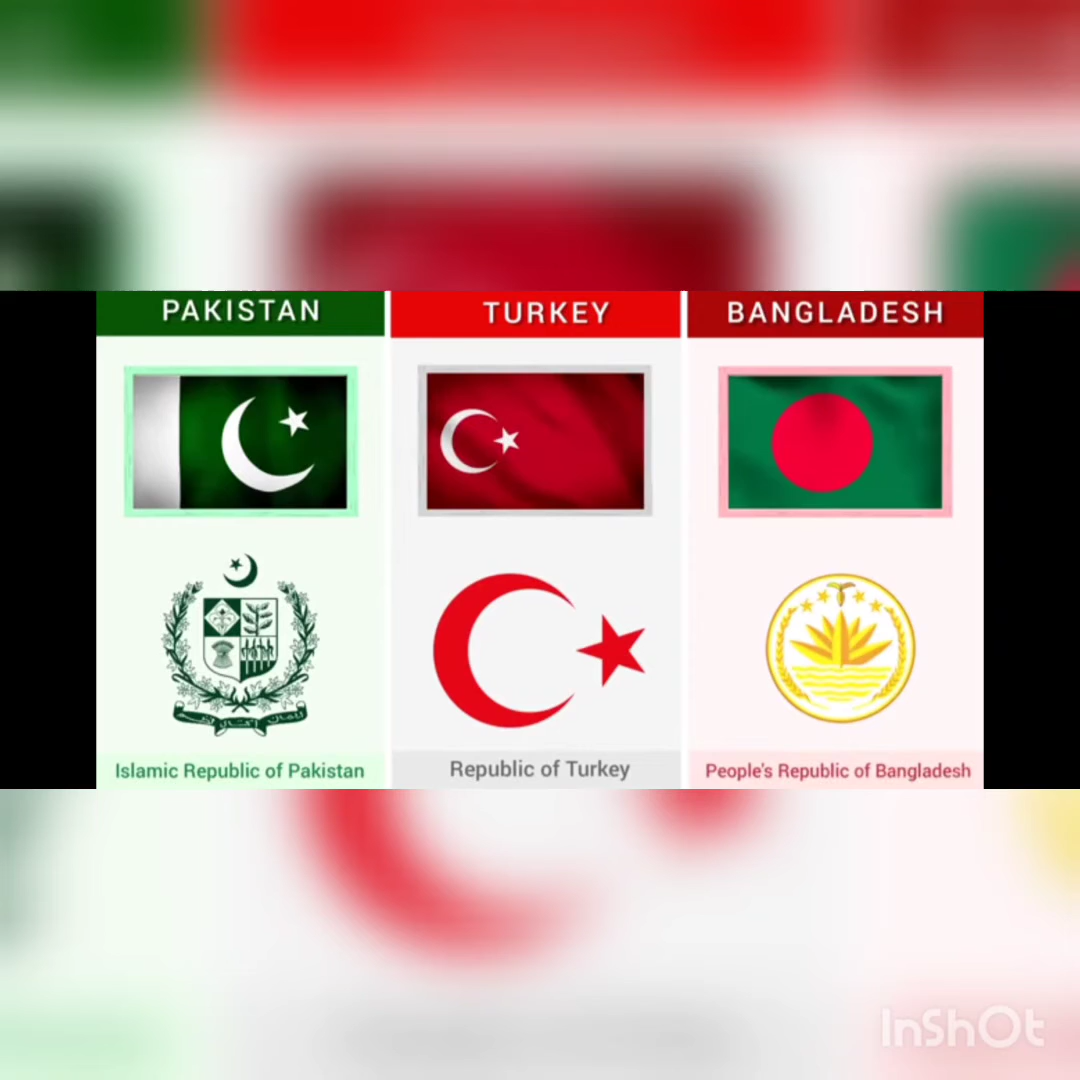 PAKISTAN
TURKEY
BANGLADESH
Islamic Republic of Pakistan
Republic of Turkey
People's Republic of Bangladesh
InShOt